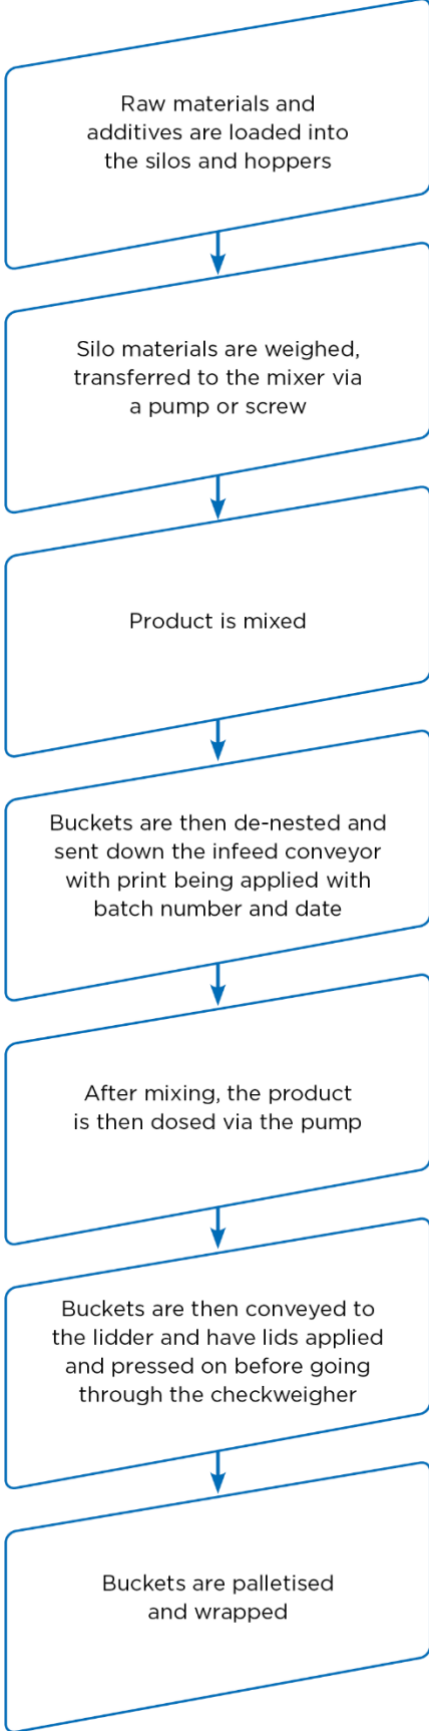 Raw materials and
additives are loaded into
the silos and hoppers
Silo materials are weighed,
transferred to the mixer via
a pump or screw
Product is mixed
Buckets are then de-nested and
sent down the infeed conveyor
with print being applied with
batch number and date
After mixing, the product
is then dosed via the pump
Buckets are then conveyed to
the lidder and have lids applied
and pressed on before going
through the checkweigher
Buckets are palletised
and wrapped